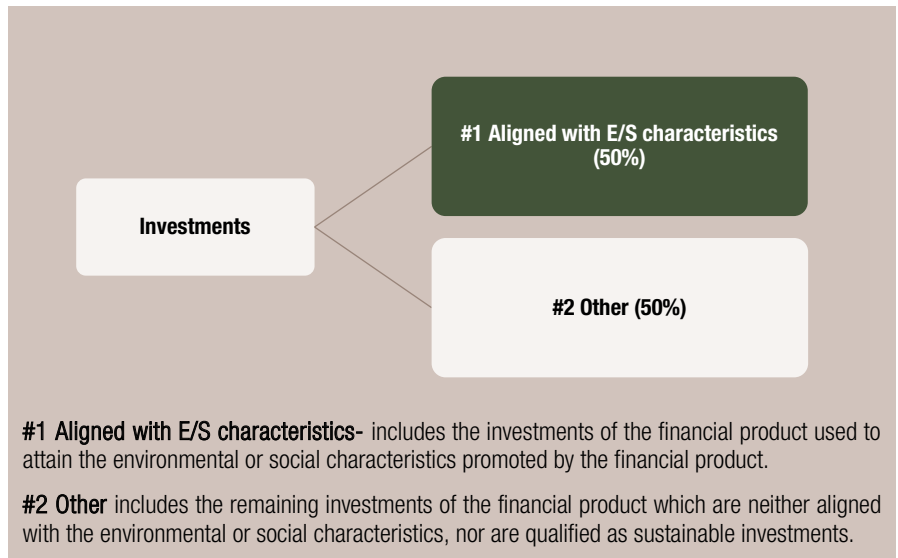 #1 Aligned with E/S characteristics
(50%)
Investments
#2 Other (50%)
#1 Aligned with E/S characteristics- includes the investments of the financial product used to
attain the environmental or social characteristics promoted by the financial product.
#2 Other includes the remaining investments of the financial product which are neither aligned
with the environmental or social characteristics, nor are qualified as sustainable investments.